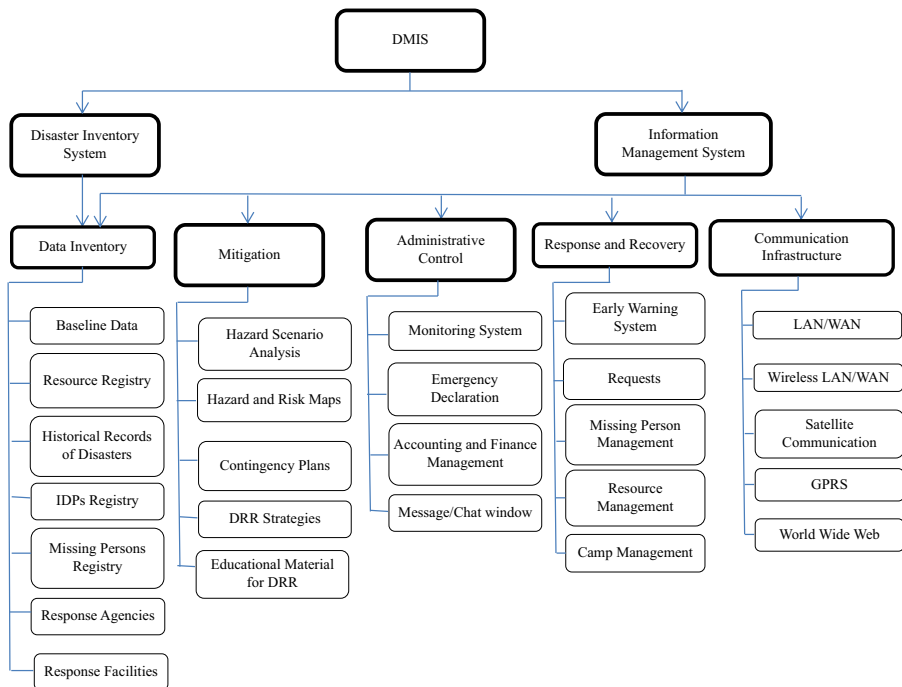 DMIS
Disaster Inventory
System
Information
Management System
Data Inventory
Mitigation
Administrative
Control
Response and Recovery
Communication
Infrastructure
Baseline Data
Resource Registry
Historical Records
of Disasters
IDPs Registry
Missing Persons
Registry
Response Agencies
Response Facilities
Hazard Scenario
Analysis
Hazard and Risk Maps
Contingency Plans
DRR Strategies
Educational Material
for DRR
Monitoring System
Emergency
Declaration
Accounting and Finance
Management
Message/Chat window
Early Warning
System
Requests
Missing Person
Management
Resource
Management
Camp Management
LAN/WAN
Wireless LAN/WAN
Satellite
Communication
GPRS
World Wide Web